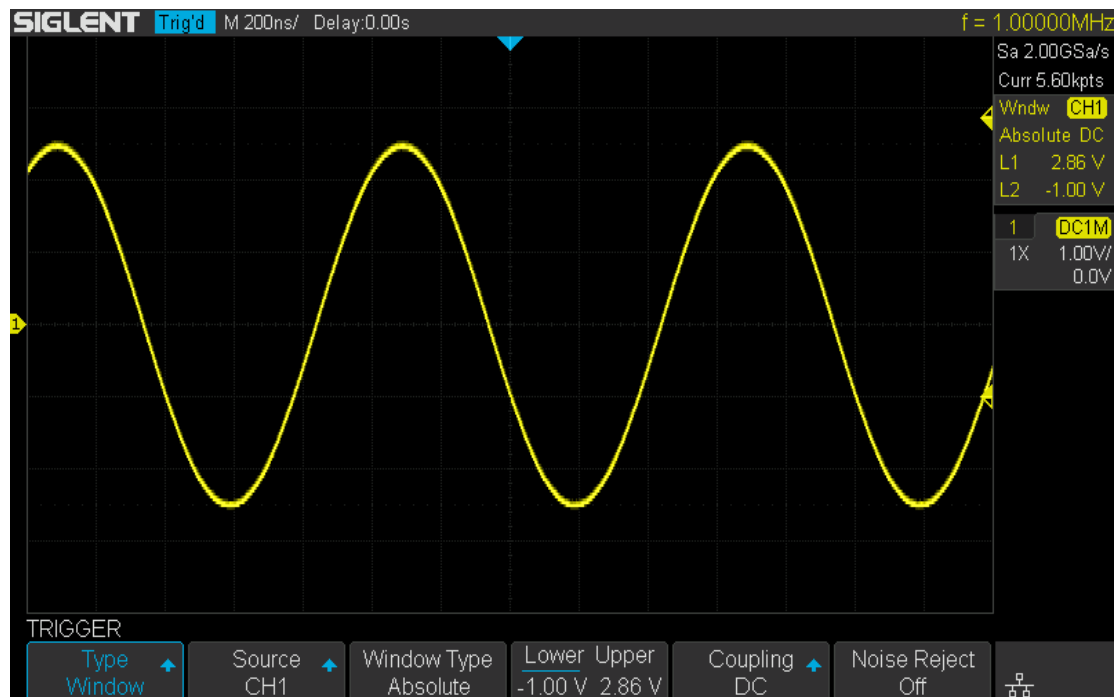 SIGLENT Trig'd M 200ns/ Delay:0.00s f = 1.00000MHz
Sa 2.00GSa/s
Curr 5.60kpts
Wndw CH1
Absolute DC
L1 2.86 V
L2 -1.00 V
1 DC1M
1X 1.00V/
0.0V
1
TRIGGER
Type Source Window Type Lower Upper Coupling Noise Reject
Window CH1 Absolute -1.00 V 2.86 V DC Off